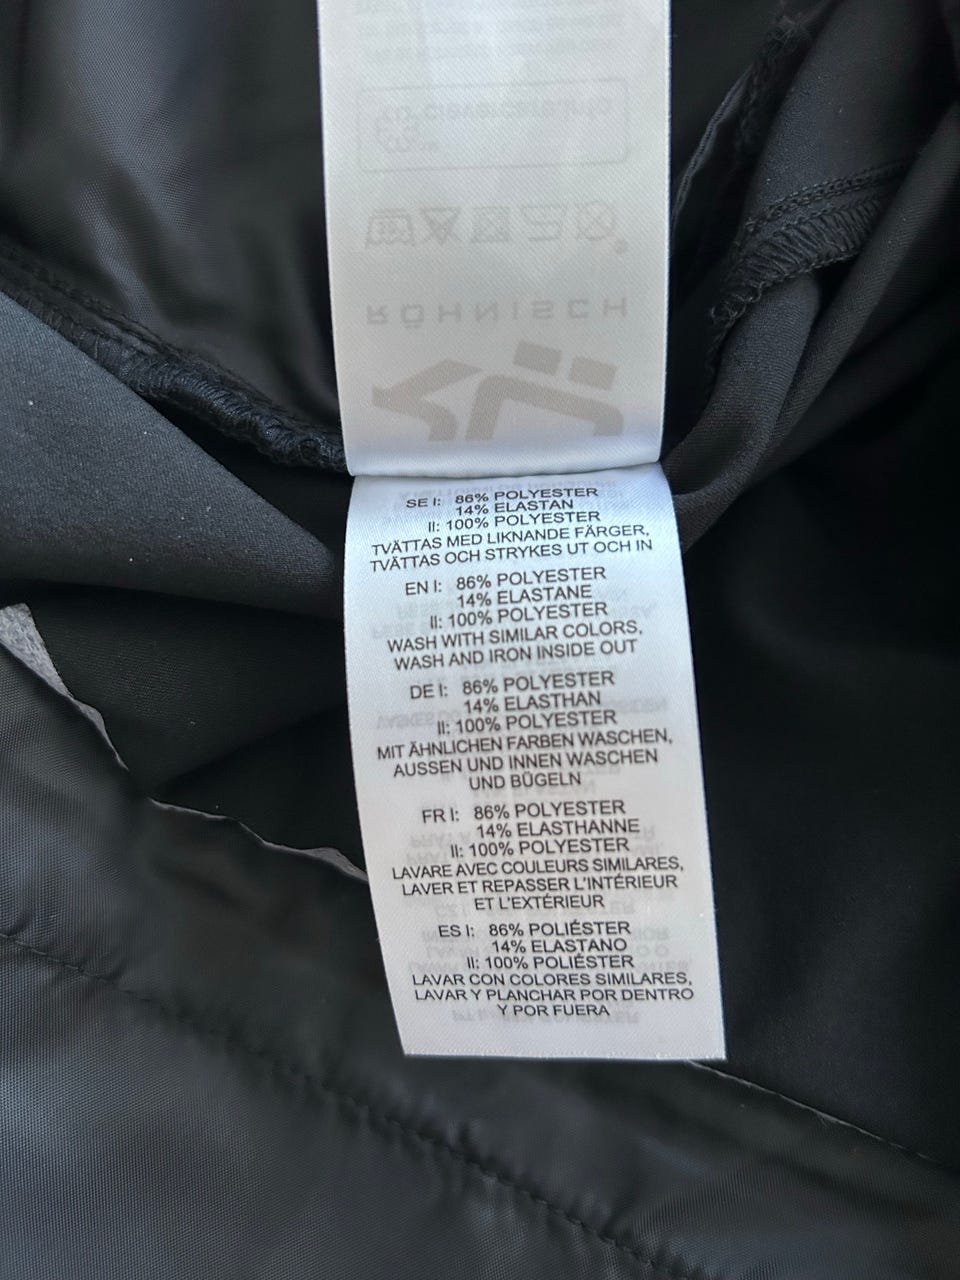 clevercare.info
RÖHNISCH
SE I: 86% POLYESTER
14% ELASTAN
II: 100% POLYESTER
TVÄTTAS MED LIKNANDE FÄRGER,
TVÄTTAS OCH STRYKES UT OCH IN
EN I: 86% POLYESTER
14% ELASTANE
II: 100% POLYESTER
WASH WITH SIMILAR COLORS,
WASH AND IRON INSIDE OUT
DE I: 86% POLYESTER
14% ELASTHAN
II: 100% POLYESTER
MIT ÄHNLICHEN FARBEN WASCHEN,
AUSSEN UND INNEN WASCHEN
UND BÜGELN
FR I: 86% POLYESTER
14% ELASTHANNE
II: 100% POLYESTER
LAVARE AVEC COULEURS SIMILARES,
LAVER ET REPASSER L'INTÉRIEUR
ET L'EXTÉRIEUR
ES I: 86% POLIÉSTER
14% ELASTANO
II: 100% POLIÉSTER
LAVAR CON COLORES SIMILARES,
LAVAR Y PLANCHAR POR DENTRO
Y POR FUERA